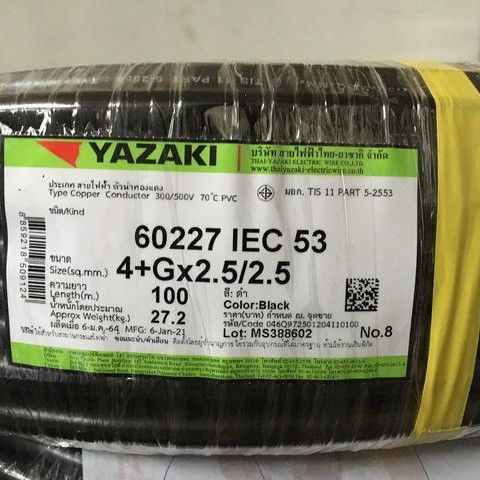 TIS 11 PART 5-25
YAZAKI
บริษัท สายไฟฟ้าไทย-ยาซากิ จำกัด
THAI-YAZAKI ELECTRIC WIRE CO.,LTD.
www.thaiyazaki-electricwire.co.th
ประเภท สายไฟฟ้า ตัวนำทองแดง
Type Copper Conductor 300/500V 70°C PVC
มอก. TIS 11 PART 5-2553
ชนิด/Kind
60227 IEC 53
ขนาด
Size(sq.mm.) 4+Gx2.5/2.5
ความยาว
Length(m.) 100
สี: ดำ
Color:Black
น้ำหนักโดยประมาณ
Approx Weight(kg.) 27.2
ราคา(บาท) กำหนด ณ. จุดขาย
รหัส/Code 046Q97250120411010​0
ผลิตเมื่อ 6-ม.ค.-64 MFG: 6-Jan-21
Lot: MS388602
No.8
8859218509124